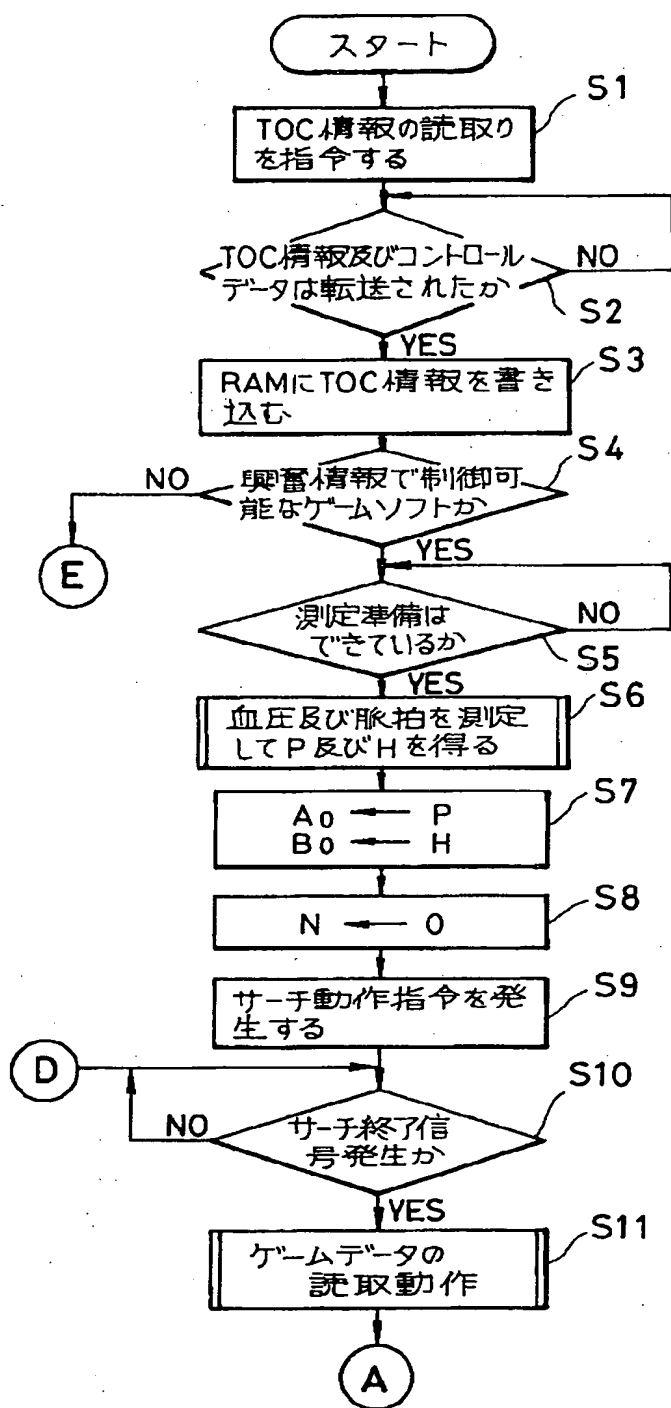 スタート
S1
TOC情報の読取り
を指令する
TOC情報及びコントロール
データは転送されたか
NO
S2
YES
S3
RAMにTOC情報を書き
込む
S4
NO
興奮情報で制御可
能なゲームソフトか
E
YES
測定準備は
できているか
NO
S5
YES
S6
血圧及び脈拍を測定
してP及びHを得る
S7
A0 ← P
B0 ← H
S8
N ← 0
S9
サーチ動作指令を発
生する
D
S10
NO
サーチ終了信
号発生か
YES
S11
ゲームデータの
読取動作
A